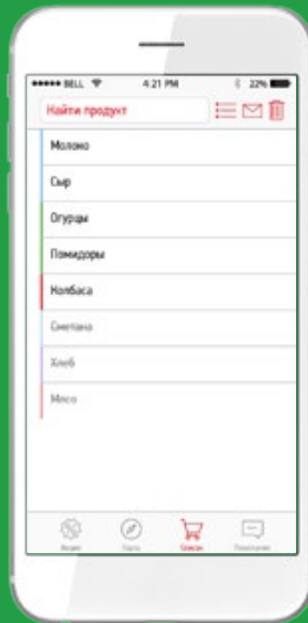 BELL 4:21 PM 22%
Найти продукт
Молоко
Сыр
Огурцы
Помидоры
Колбаса
Сметана
Хлеб
Мясо
Список